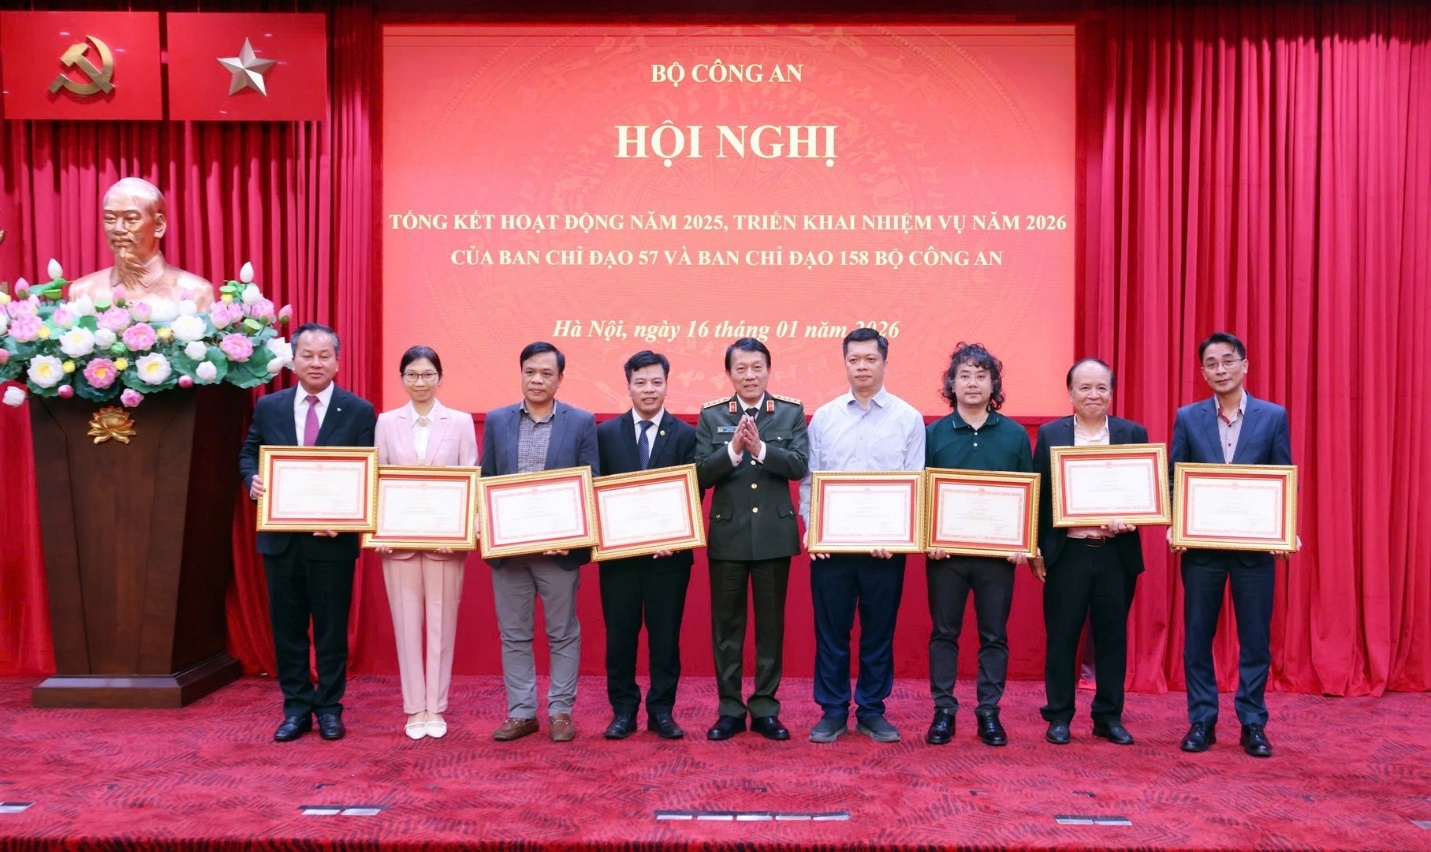 BỘ CÔNG AN
HỘI NGHỊ
TỔNG KẾT HOẠT ĐỘNG NĂM 2025, TRIỂN KHAI NHIỆM VỤ NĂM 2026
CỦA BAN CHỈ ĐẠO 57 VÀ BAN CHỈ ĐẠO 158 BỘ CÔNG AN
Hà Nội, ngày 16 tháng 01 năm 2026